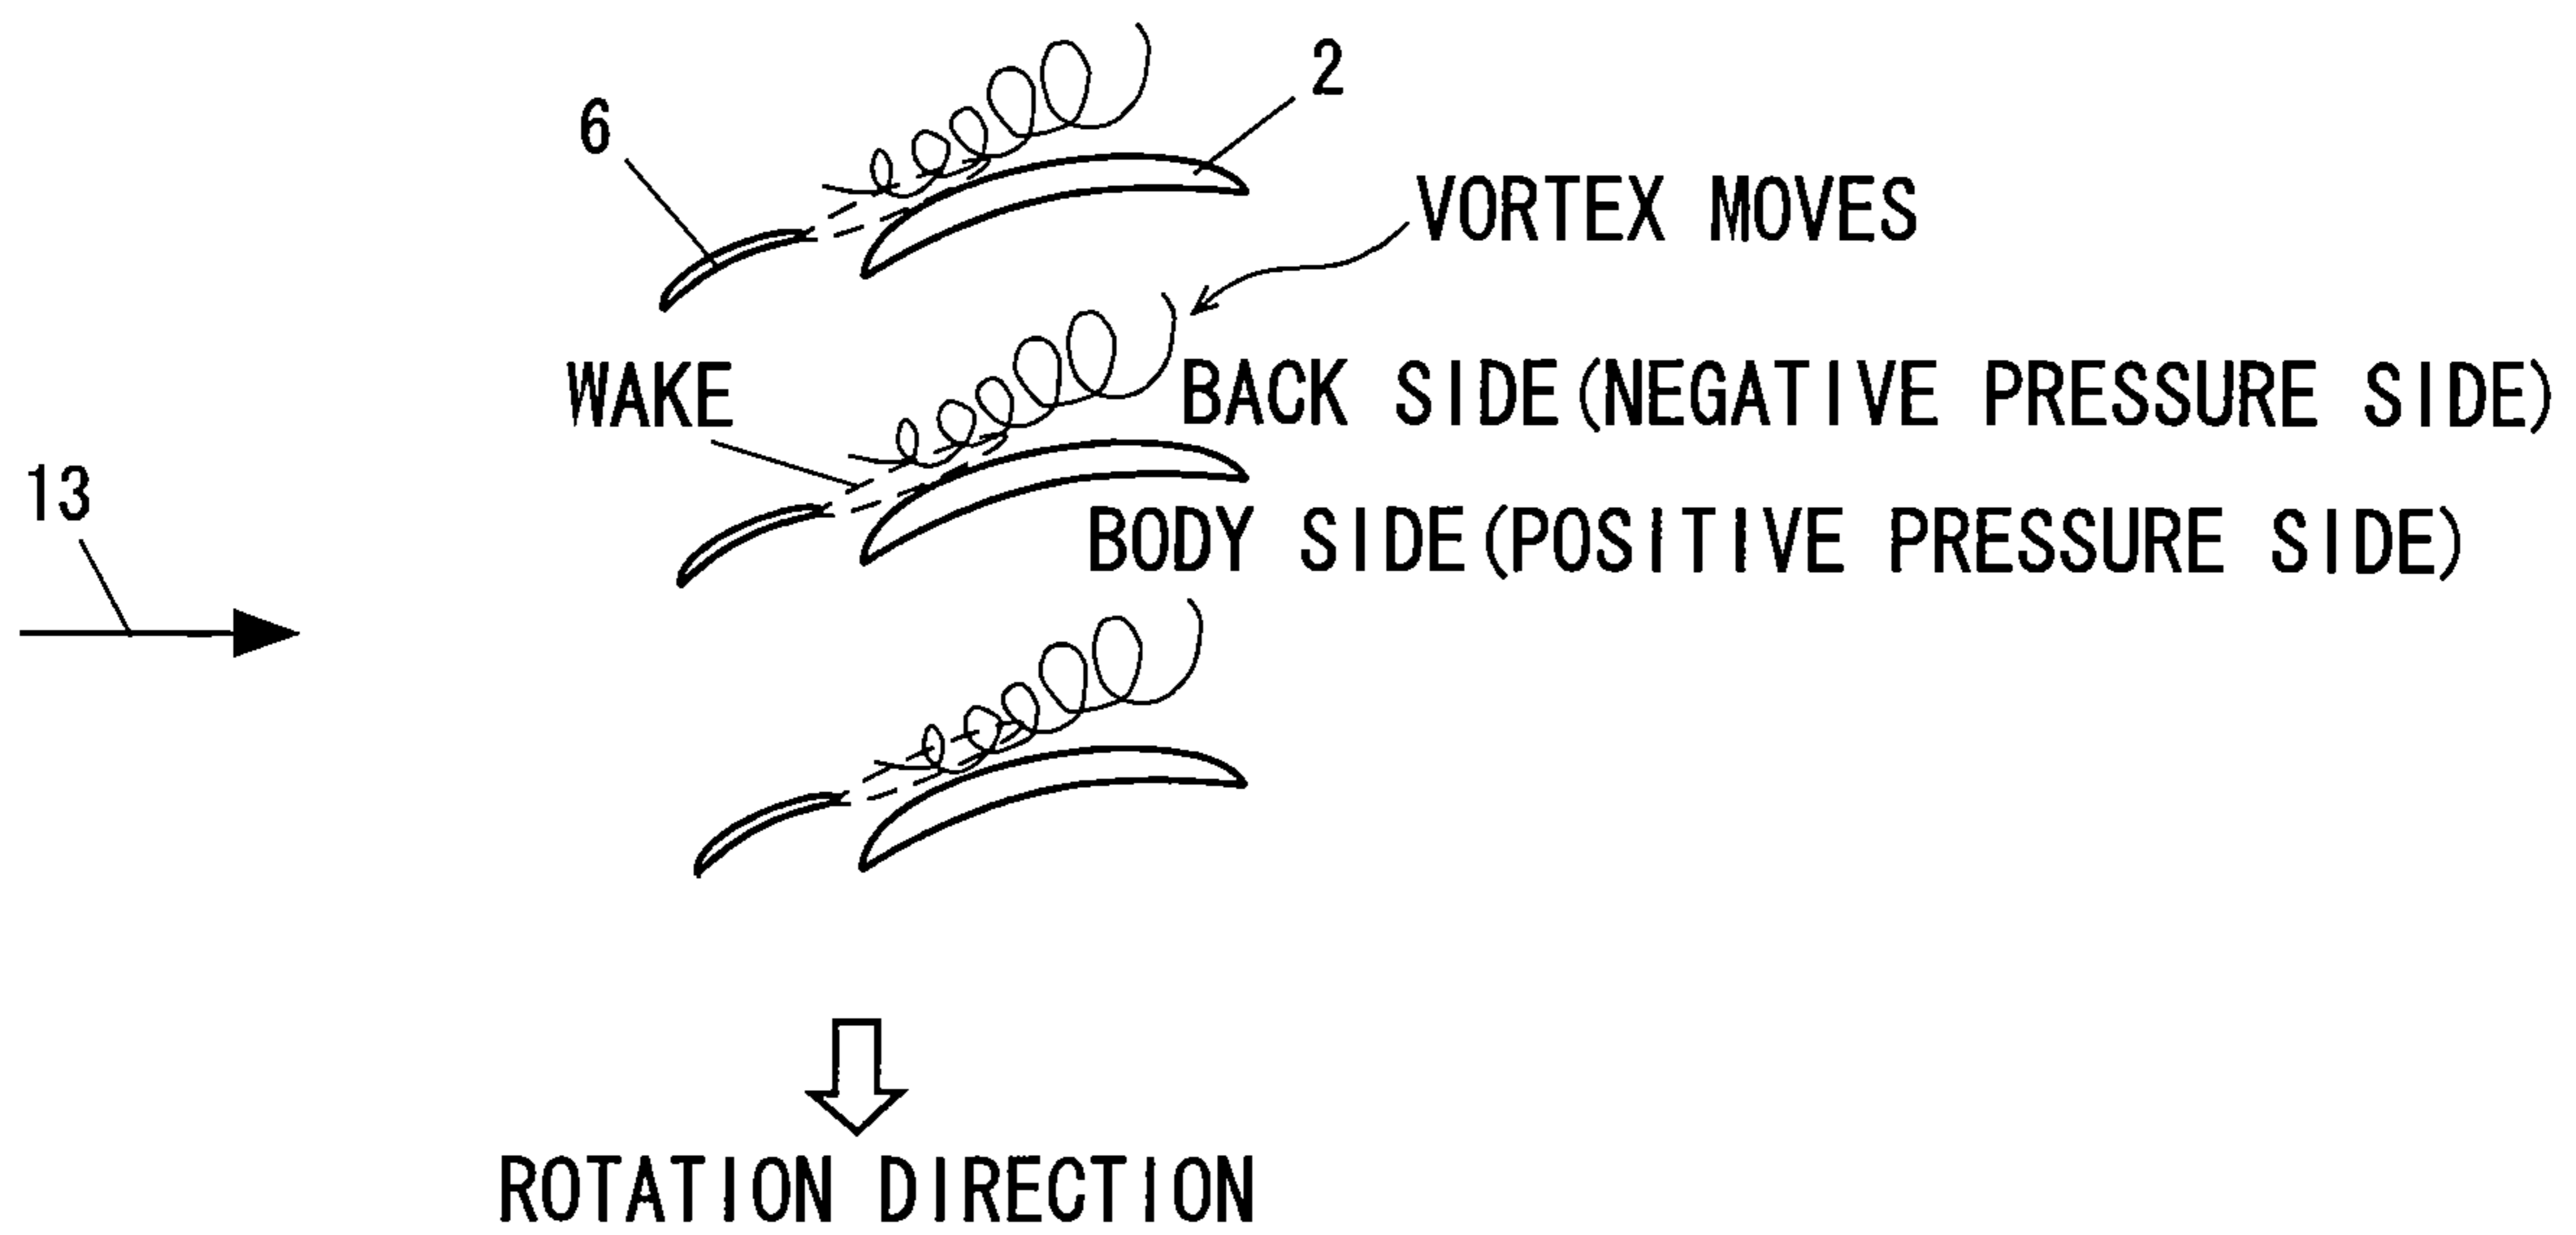 2
6
VORTEX MOVES
WAKE
BACK SIDE(NEGATIVE PRESSURE SIDE)
13
BODY SIDE(POSITIVE PRESSURE SIDE)
ROTATION DIRECTION